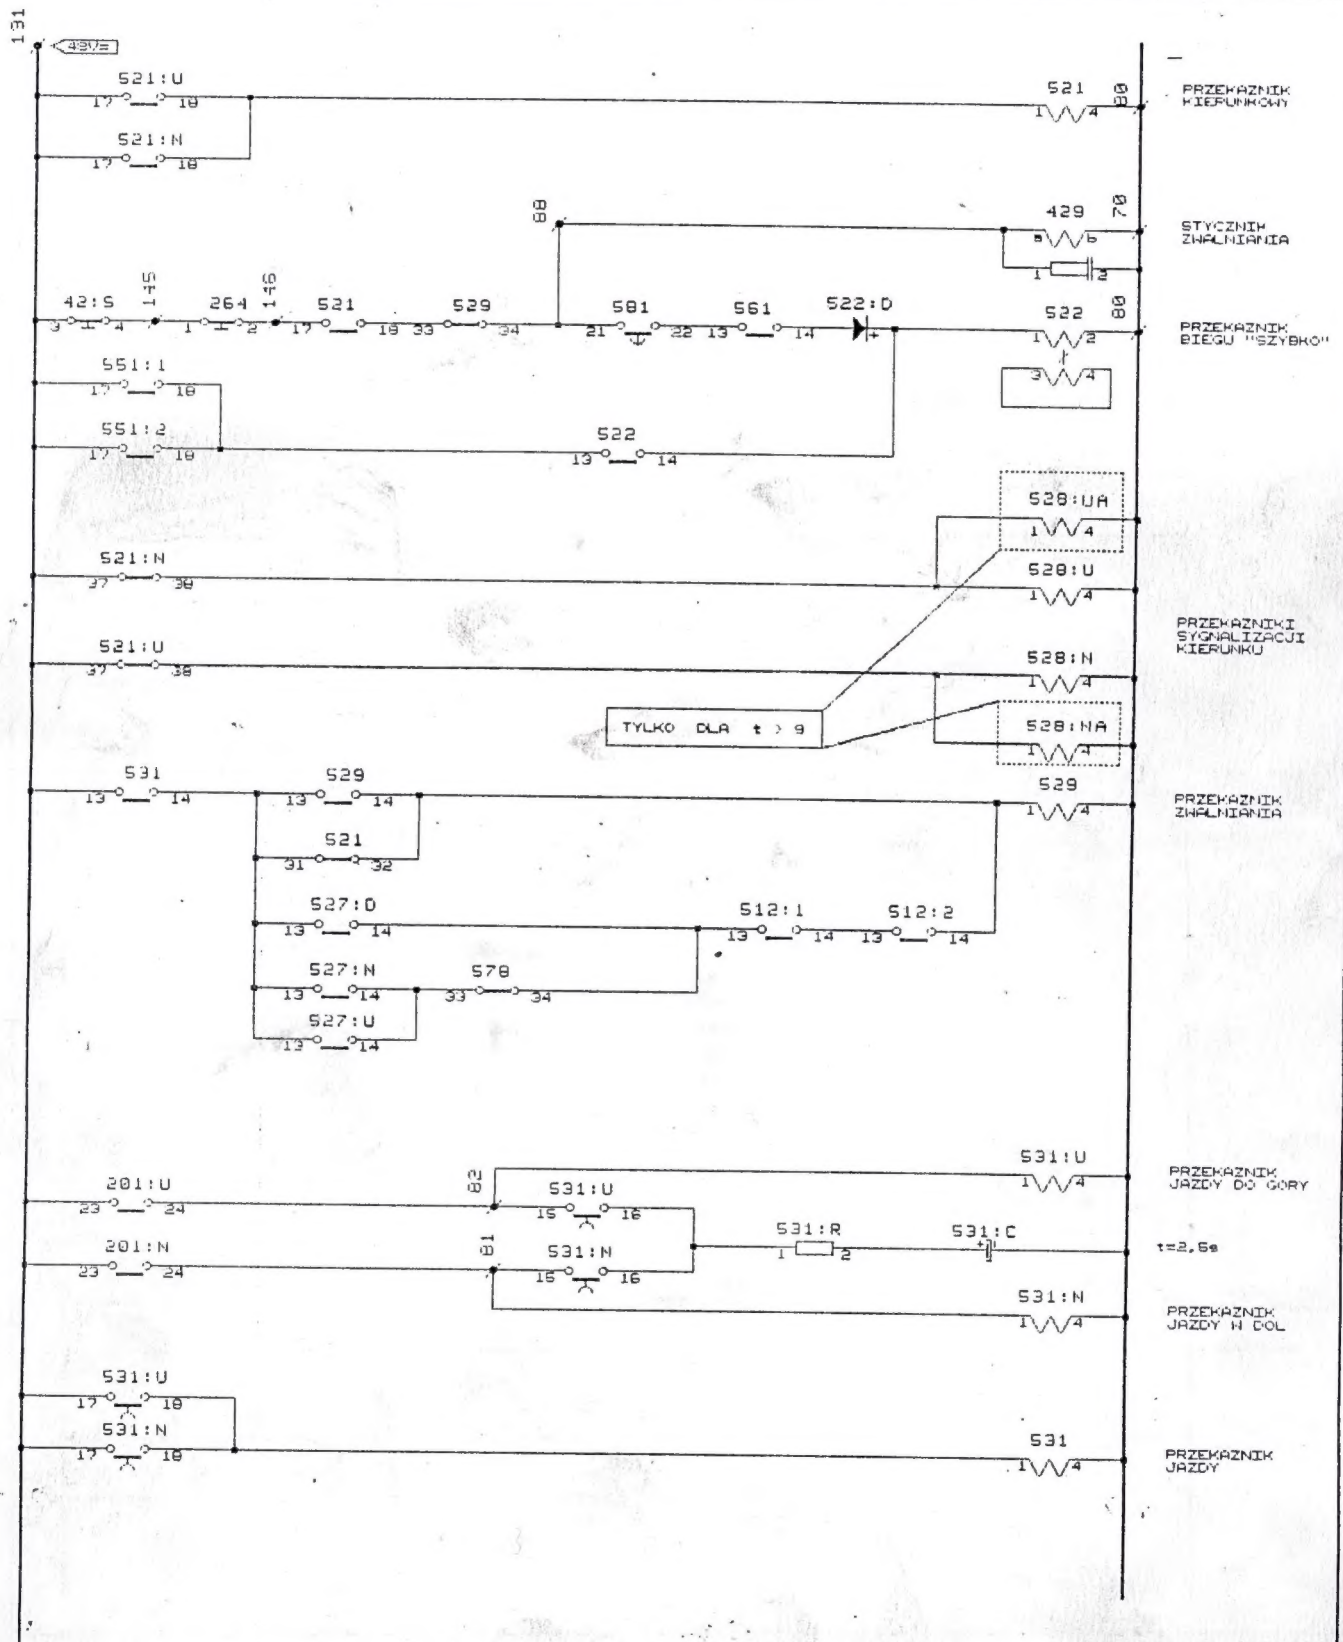 131
48V=
521:U
17 18
521
1 4
80
PRZEKAZNIK
KIERUNKOWY
521:N
17 18
88
429
70
STYCZNIK
ZWALNIANIA
a b
1 2
42:S
145
264
146
521
529
581
561
522:D
522
80
PRZEKAZNIK
BIEGU "SZYBKO"
3 4
1 2
17 18
33 34
21 22
13 14
+
1 2
551:1
17 18
3 4
551:2
17 18
522
13 14
528:UA
1 4
521:N
37 38
528:U
1 4
PRZEKAZNIKI
SYGNALIZACJI
KIERUNKU
521:U
37 38
528:N
1 4
TYLKO DLA t > 9
528:NA
1 4
531
13 14
529
13 14
529
1 4
PRZEKAZNIK
ZWALNIANIA
521
31 32
527:D
13 14
512:1
13 14
512:2
13 14
527:N
13 14
578
33 34
527:U
13 14
531:U
1 4
PRZEKAZNIK
JAZDY DO GORY
201:U
23 24
82
531:U
15 16
531:R
1 2
531:C
+
t=2,5s
201:N
23 24
81
531:N
15 16
531:N
1 4
PRZEKAZNIK
JAZDY W DOL
531:U
17 18
531:N
17 18
531
1 4
PRZEKAZNIK
JAZDY